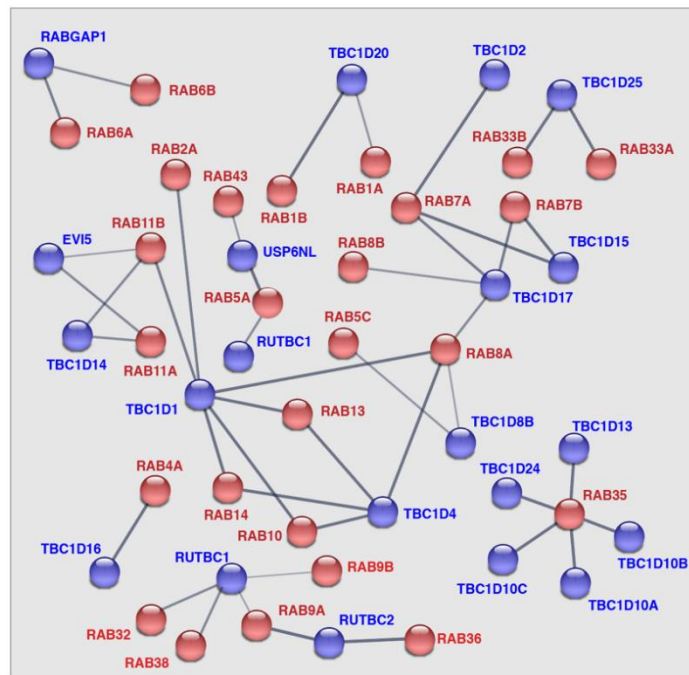 RABGAP1
TBC1D20
TBC1D2
TBC1D25
RAB6B
RAB6A
RAB2A
RAB43
RAB1B
RAB1A
RAB7A
RAB33B
RAB33A
RAB7B
EVI5
RAB11B
USP6NL
RAB8B
TBC1D15
TBC1D17
RAB5A
RAB5C
TBC1D14
RAB11A
RUTBC1
RAB8A
TBC1D1
RAB13
TBC1D8B
TBC1D13
TBC1D24
RAB4A
RAB35
RAB14
TBC1D4
RAB10
TBC1D16
RUTBC1
RAB9B
TBC1D10B
TBC1D10C
TBC1D10A
RAB9A
RAB32
RUTBC2
RAB36
RAB38